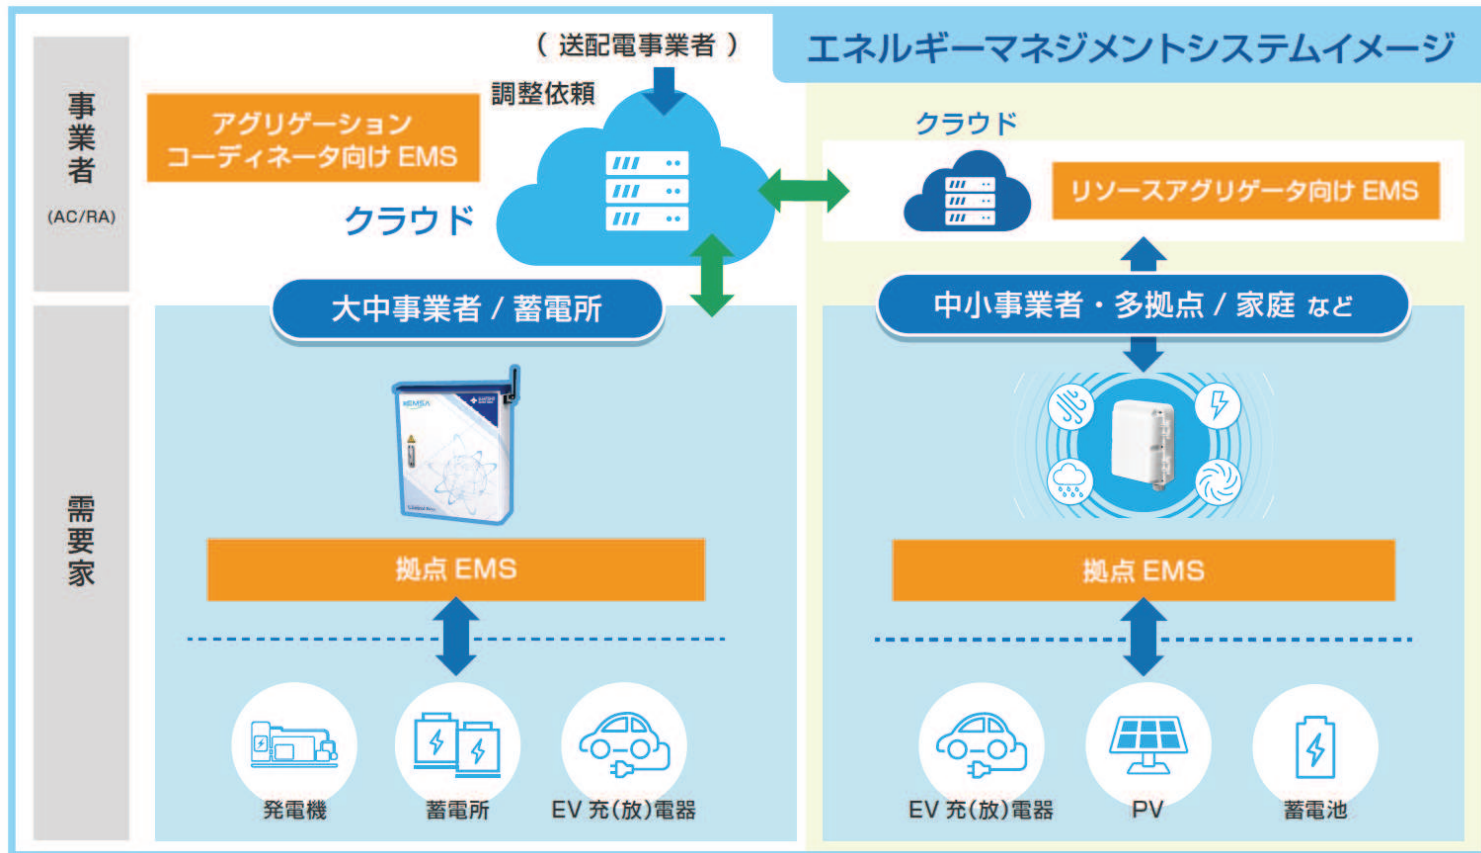 エネルギーマネジメントシステムイメージ
事業者
(AC/RA)
( 送配電事業者 )
調整依頼
アグリゲーション
コーディネータ向け EMS
クラウド
クラウド
リソースアグリゲータ向け EMS
需要家
大中事業者 / 蓄電所
拠点 EMS
発電機
蓄電所
EV 充(放)電器
中小事業者・多拠点 / 家庭 など
拠点 EMS
EV 充(放)電器
PV
蓄電池